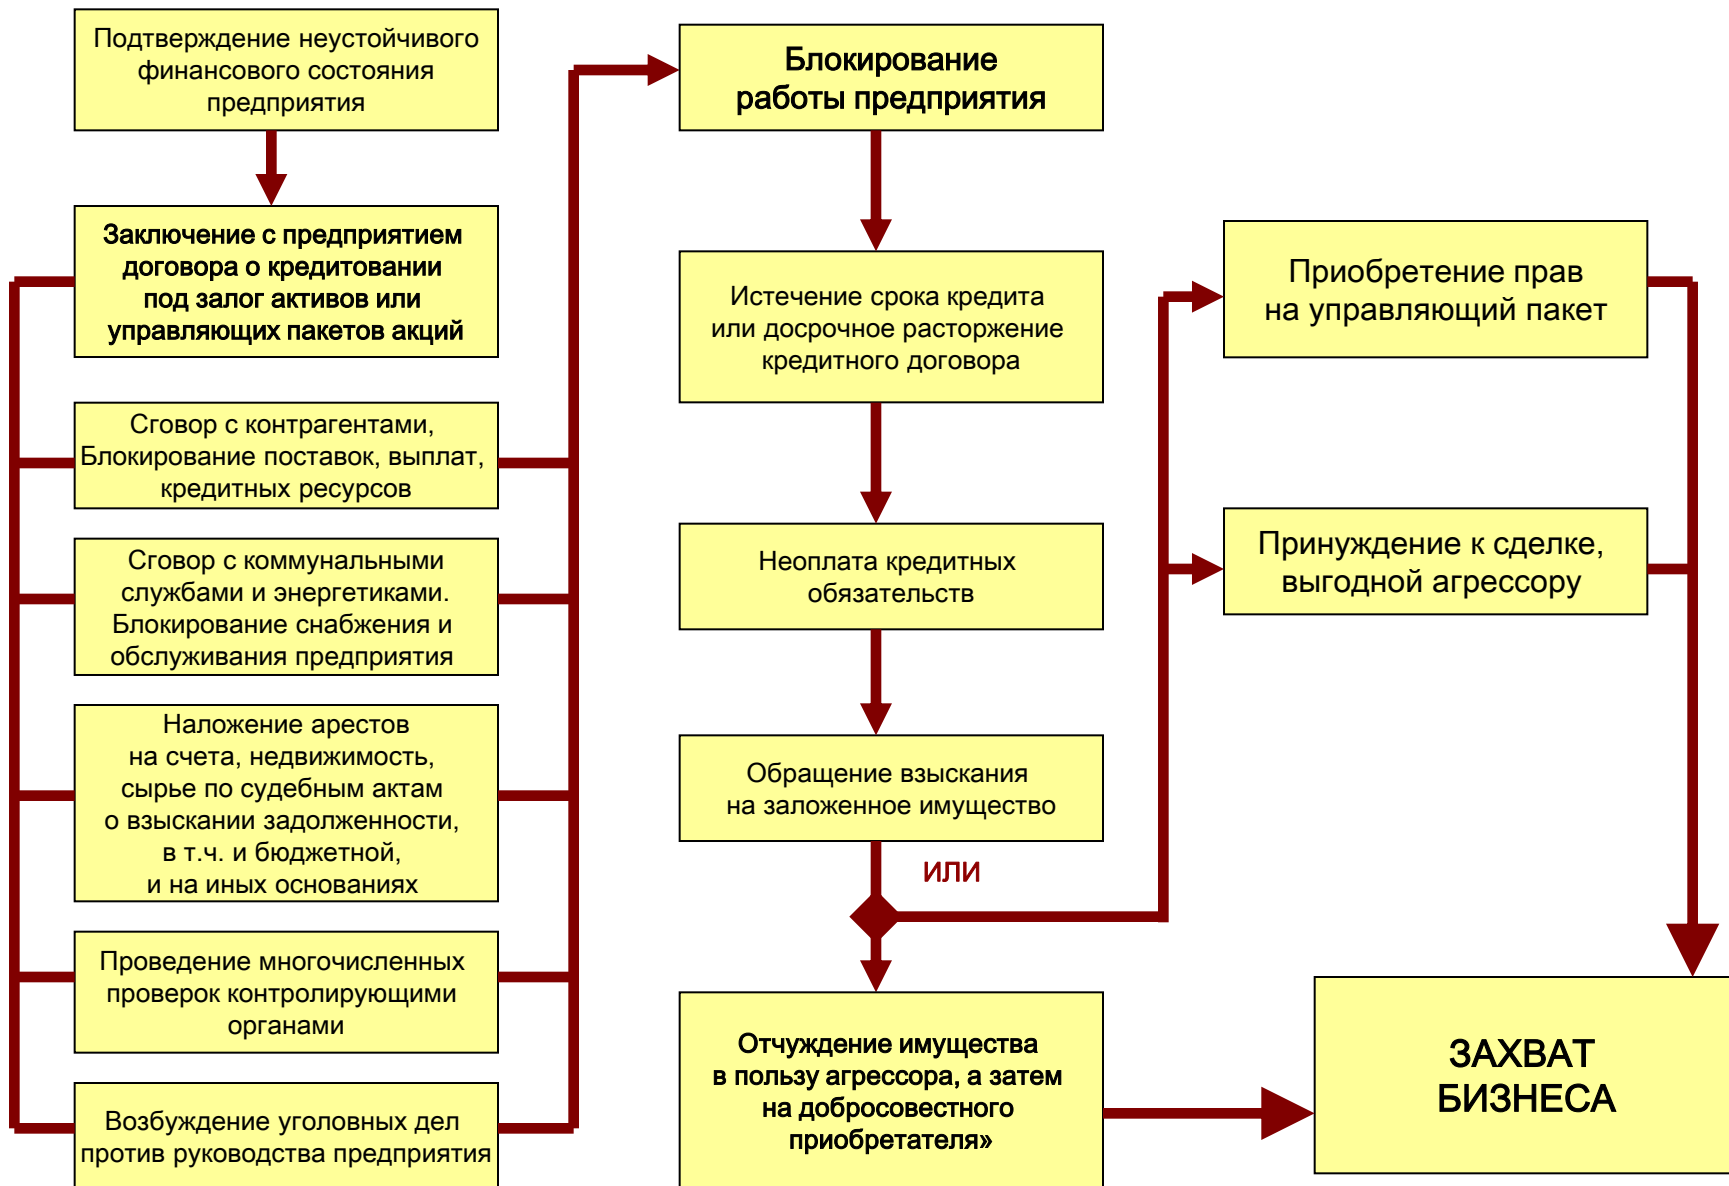 Подтверждение неустойчивого
финансового состояния
предприятия
Заключение с предприятием
договора о кредитовании
под залог активов или
управляющих пакетов акций
Сговор с контрагентами,
Блокирование поставок, выплат,
кредитных ресурсов
Сговор с коммунальными
службами и энергетиками.
Блокирование снабжения и
обслуживания предприятия
Наложение арестов
на счета, недвижимость,
сырье по судебным актам
о взыскании задолженности,
в т.ч. и бюджетной,
и на иных основаниях
Проведение многочисленных
проверок контролирующими
органами
Возбуждение уголовных дел
против руководства предприятия
Блокирование
работы предприятия
Истечение срока кредита
или досрочное расторжение
кредитного договора
Неоплата кредитных
обязательств
Обращение взыскания
на заложенное имущество
ИЛИ
Отчуждение имущества
в пользу агрессора, а затем
на добросовестного
приобретателя»
Приобретение прав
на управляющий пакет
Принуждение к сделке,
выгодной агрессору
ЗАХВАТ
БИЗНЕСА